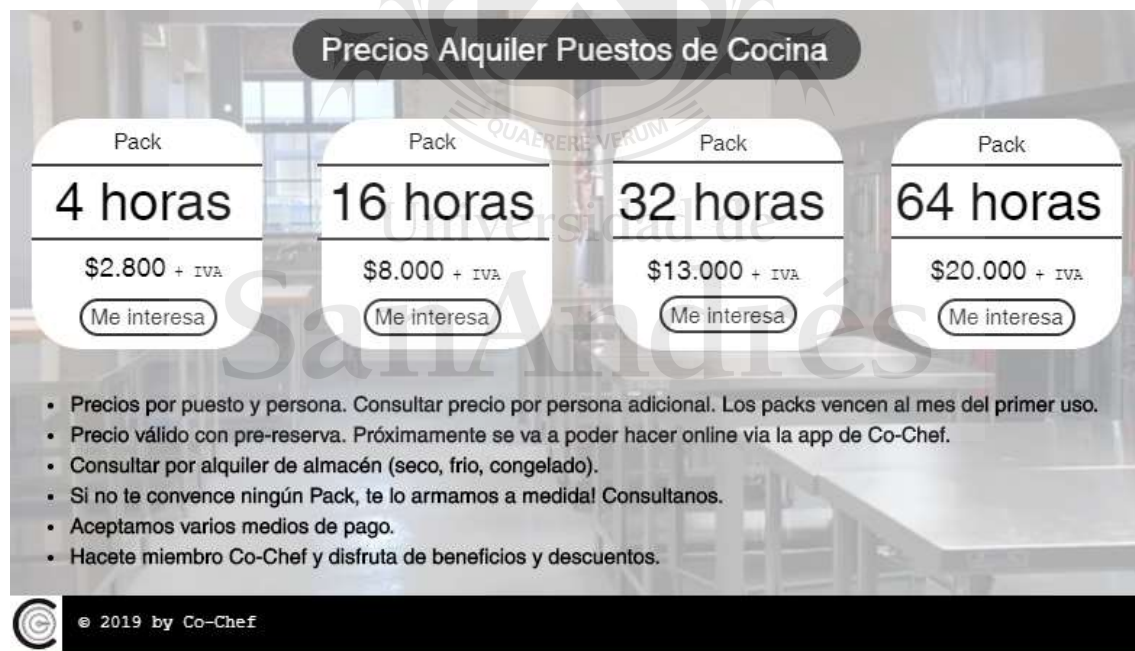 Precios Alquiler Puestos de Cocina
QUAERERE VERUM
Pack
4 horas
$2.800 + IVA
Me interesa
Pack
16 horas
$8.000 + IVA
Me interesa
Pack
32 horas
$13.000 + IVA
Me interesa
Pack
64 horas
$20.000 + IVA
Me interesa
Universidad de
SanAndrés
• Precios por puesto y persona. Consultar precio por persona adicional. Los packs vencen al mes del primer uso.
• Precio válido con pre-reserva. Próximamente se va a poder hacer online via la app de Co-Chef.
• Consultar por alquiler de almacén (seco, frio, congelado).
• Si no te convence ningún Pack, te lo armamos a medida! Consultanos.
• Aceptamos varios medios de pago.
• Hacete miembro Co-Chef y disfruta de beneficios y descuentos.
© 2019 by Co-Chef